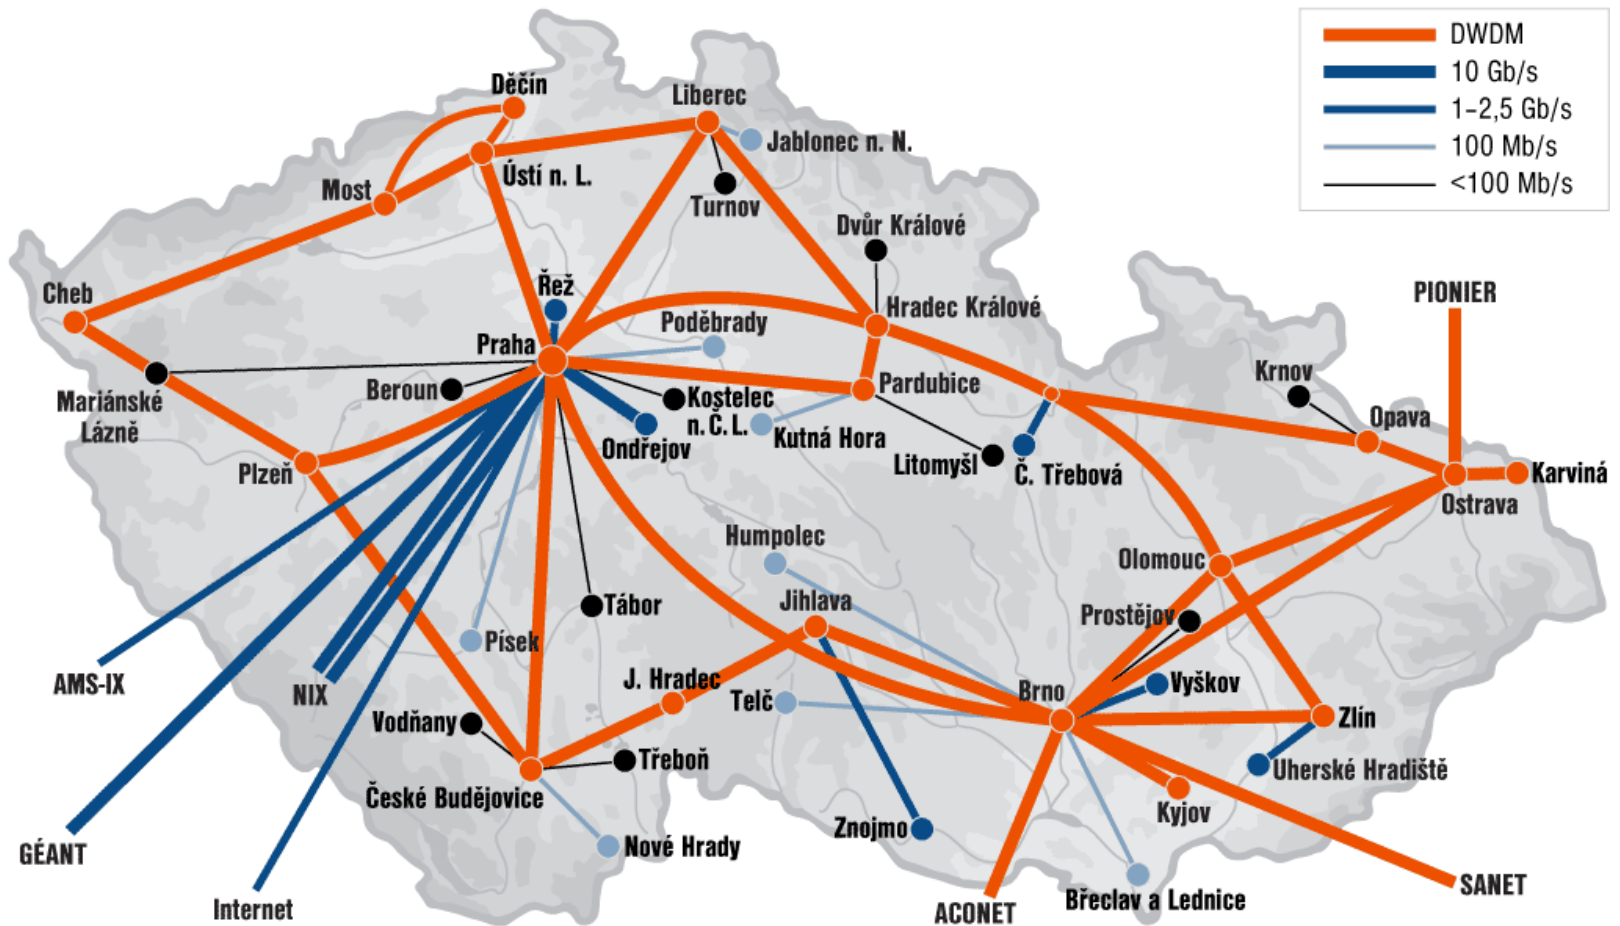 DWDM
10 Gb/s
1–2,5 Gb/s
100 Mb/s
<100 Mb/s
Děčín
Liberec
Jablonec n. N.
Ústí n. L.
Most
Turnov
Dvůr Králové
Řež
Cheb
PIONIER
Hradec Králové
Poděbrady
Praha
Krnov
Beroun
Pardubice
Mariánské
Lázně
Kostelec
n. Č. L.
Opava
Kutná Hora
Ondřejov
Litomyšl
Č. Třebová
Plzeň
Karviná
Ostrava
Humpolec
Olomouc
Jihlava
Tábor
Prostějov
Písek
AMS-IX
NIX
J. Hradec
Telč
Brno
Vyškov
Vodňany
Zlín
Třeboň
Uherské Hradiště
České Budějovice
Kyjov
Znojmo
Nové Hrady
GÉANT
SANET
Internet
ACONET
Břeclav a Lednice